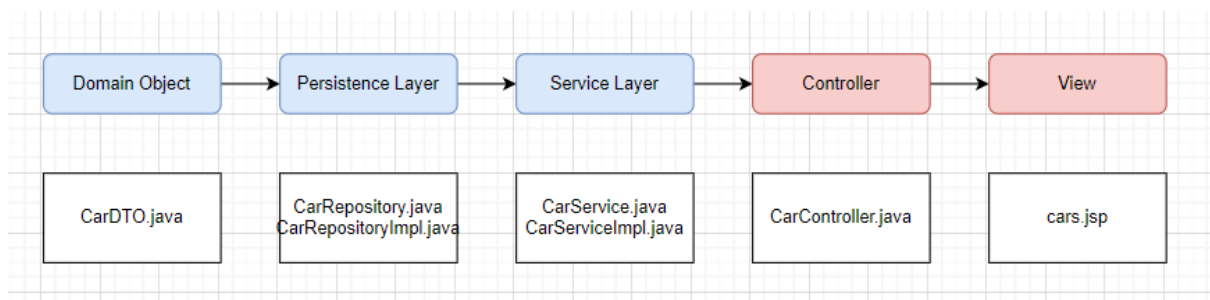 Domain Object
Persistence Layer
Service Layer
Controller
View
CarDTO.java
CarRepository.java
CarRepositoryImpl.java
CarService.java
CarServiceImpl.java
CarController.java
cars.jsp